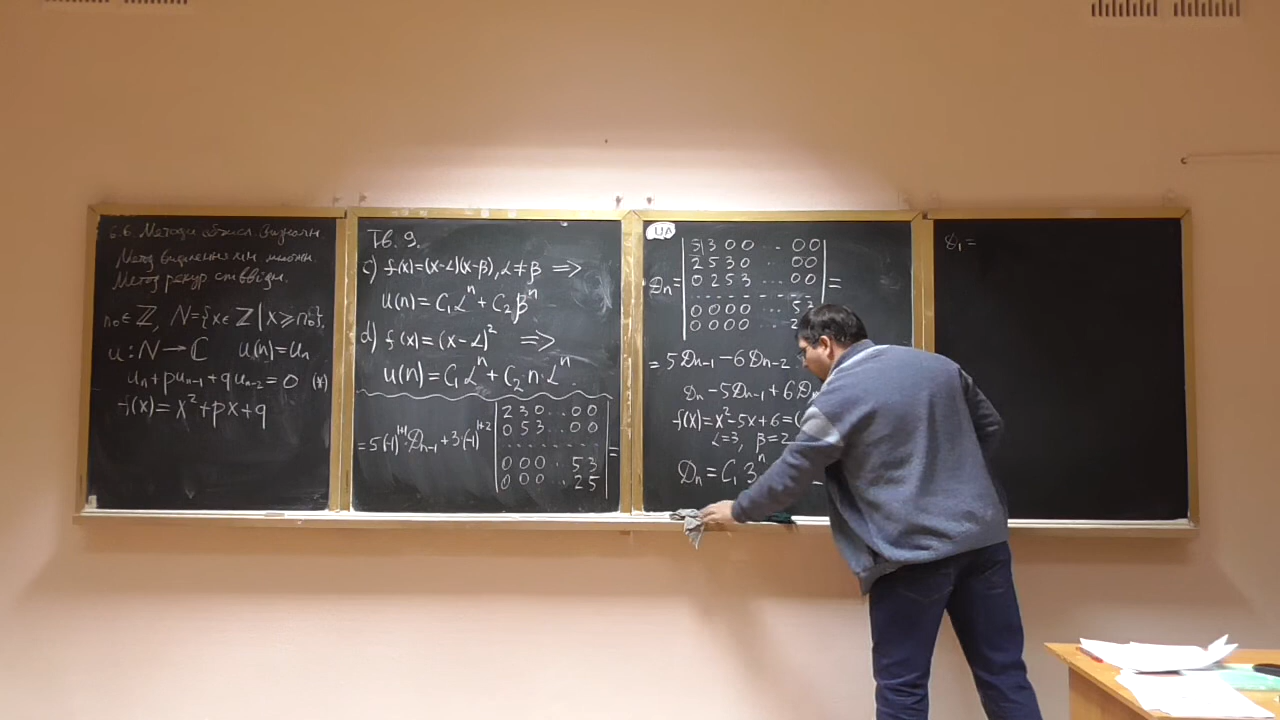 6.6. Методи обчисл. визначн.
Метод виділення лін. множн.
Метод рекур. співвідн.
n₀ ∈ ℤ, N = {x ∈ ℤ | x ⩾ n₀}.
u : N → ℂ u(n) = uₙ
uₙ + puₙ₋₁ + quₙ₋₂ = 0 (*)
f(x) = x² + px + q
Тв. 9.
c) f(x) = (x-α)(x-β), α ≠ β ⟹
u(n) = C₁αⁿ + C₂βⁿ
d) f(x) = (x-α)² ⟹
u(n) = C₁αⁿ + C₂n·αⁿ.
= 5(-1)¹⁺¹·𝒟ₙ₋₁ + 3·(-1)¹⁺² | 2 3 0 ... 0 0 | =
0 5 3 ... 0 0
- - - - - - - - -
0 0 0 ... 5 3
0 0 0 ... 2 5
UA
𝒟ₙ = | 5 3 0 0 ... 0 0 | =
2 5 3 0 ... 0 0
0 2 5 3 ... 0 0
- - - - - - - - -
0 0 0 0 ... 5 3
0 0 0 0 ... 2
= 5𝒟ₙ₋₁ - 6𝒟ₙ₋₂
𝒟ₙ - 5𝒟ₙ₋₁ + 6𝒟ₙ
f(x) = x² - 5x + 6 = (
α = 3, β = 2
𝒟ₙ = C₁3ⁿ
𝒟₁ =